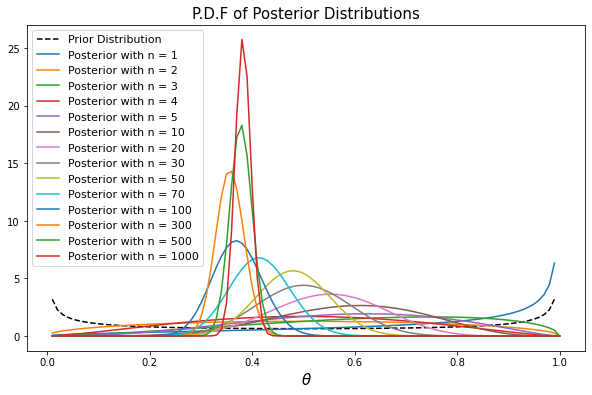 P.D.F of Posterior Distributions
Prior Distribution
Posterior with n = 1
Posterior with n = 2
Posterior with n = 3
Posterior with n = 4
Posterior with n = 5
Posterior with n = 10
Posterior with n = 20
Posterior with n = 30
Posterior with n = 50
Posterior with n = 70
Posterior with n = 100
Posterior with n = 300
Posterior with n = 500
Posterior with n = 1000
25
20
15
10
5
0
0.0 0.2 0.4 0.6 0.8 1.0
θ